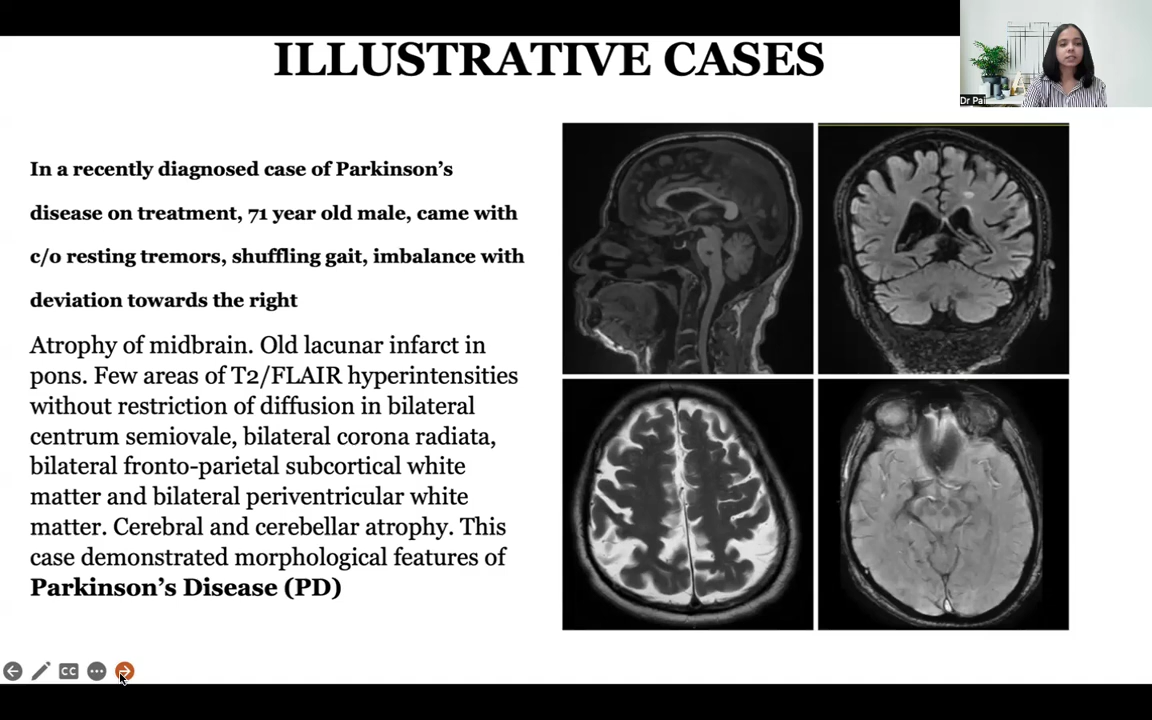 ILLUSTRATIVE CASES
Dr Pai
In a recently diagnosed case of Parkinson’s
disease on treatment, 71 year old male, came with
c/o resting tremors, shuffling gait, imbalance with
deviation towards the right
Atrophy of midbrain. Old lacunar infarct in
pons. Few areas of T2/FLAIR hyperintensities
without restriction of diffusion in bilateral
centrum semiovale, bilateral corona radiata,
bilateral fronto-parietal subcortical white
matter and bilateral periventricular white
matter. Cerebral and cerebellar atrophy. This
case demonstrated morphological features of
Parkinson’s Disease (PD)
CC